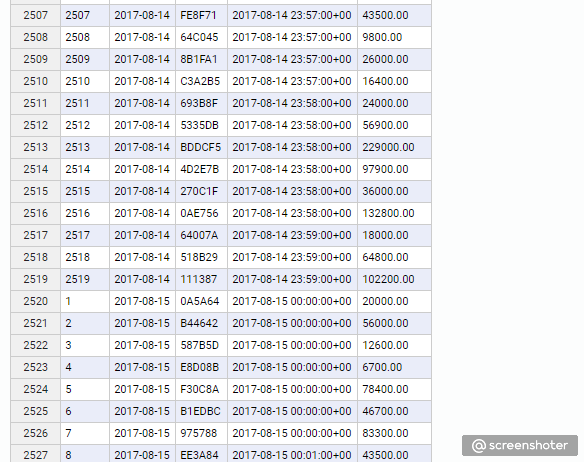 2507 2507 2017-08-14 FE8F71 2017-08-14 23:57:00+00 43500.00
2508 2508 2017-08-14 64C045 2017-08-14 23:57:00+00 9800.00
2509 2509 2017-08-14 8B1FA1 2017-08-14 23:57:00+00 26000.00
2510 2510 2017-08-14 C3A2B5 2017-08-14 23:57:00+00 16400.00
2511 2511 2017-08-14 693B8F 2017-08-14 23:58:00+00 24000.00
2512 2512 2017-08-14 5335DB 2017-08-14 23:58:00+00 56900.00
2513 2513 2017-08-14 BDDCF5 2017-08-14 23:58:00+00 229000.00
2514 2514 2017-08-14 4D2E7B 2017-08-14 23:58:00+00 97900.00
2515 2515 2017-08-14 270C1F 2017-08-14 23:58:00+00 36000.00
2516 2516 2017-08-14 0AE756 2017-08-14 23:58:00+00 132800.00
2517 2517 2017-08-14 64007A 2017-08-14 23:59:00+00 18000.00
2518 2518 2017-08-14 518B29 2017-08-14 23:59:00+00 64800.00
2519 2519 2017-08-14 111387 2017-08-14 23:59:00+00 102200.00
2520 1 2017-08-15 0A5A64 2017-08-15 00:00:00+00 20000.00
2521 2 2017-08-15 B44642 2017-08-15 00:00:00+00 56000.00
2522 3 2017-08-15 587B5D 2017-08-15 00:00:00+00 12600.00
2523 4 2017-08-15 E8D08B 2017-08-15 00:00:00+00 6700.00
2524 5 2017-08-15 F30C8A 2017-08-15 00:00:00+00 78400.00
2525 6 2017-08-15 B1EDBC 2017-08-15 00:00:00+00 46700.00
2526 7 2017-08-15 975788 2017-08-15 00:00:00+00 83300.00
2527 8 2017-08-15 EE3A84 2017-08-15 00:01:00+00 43500.00
@screenshoter